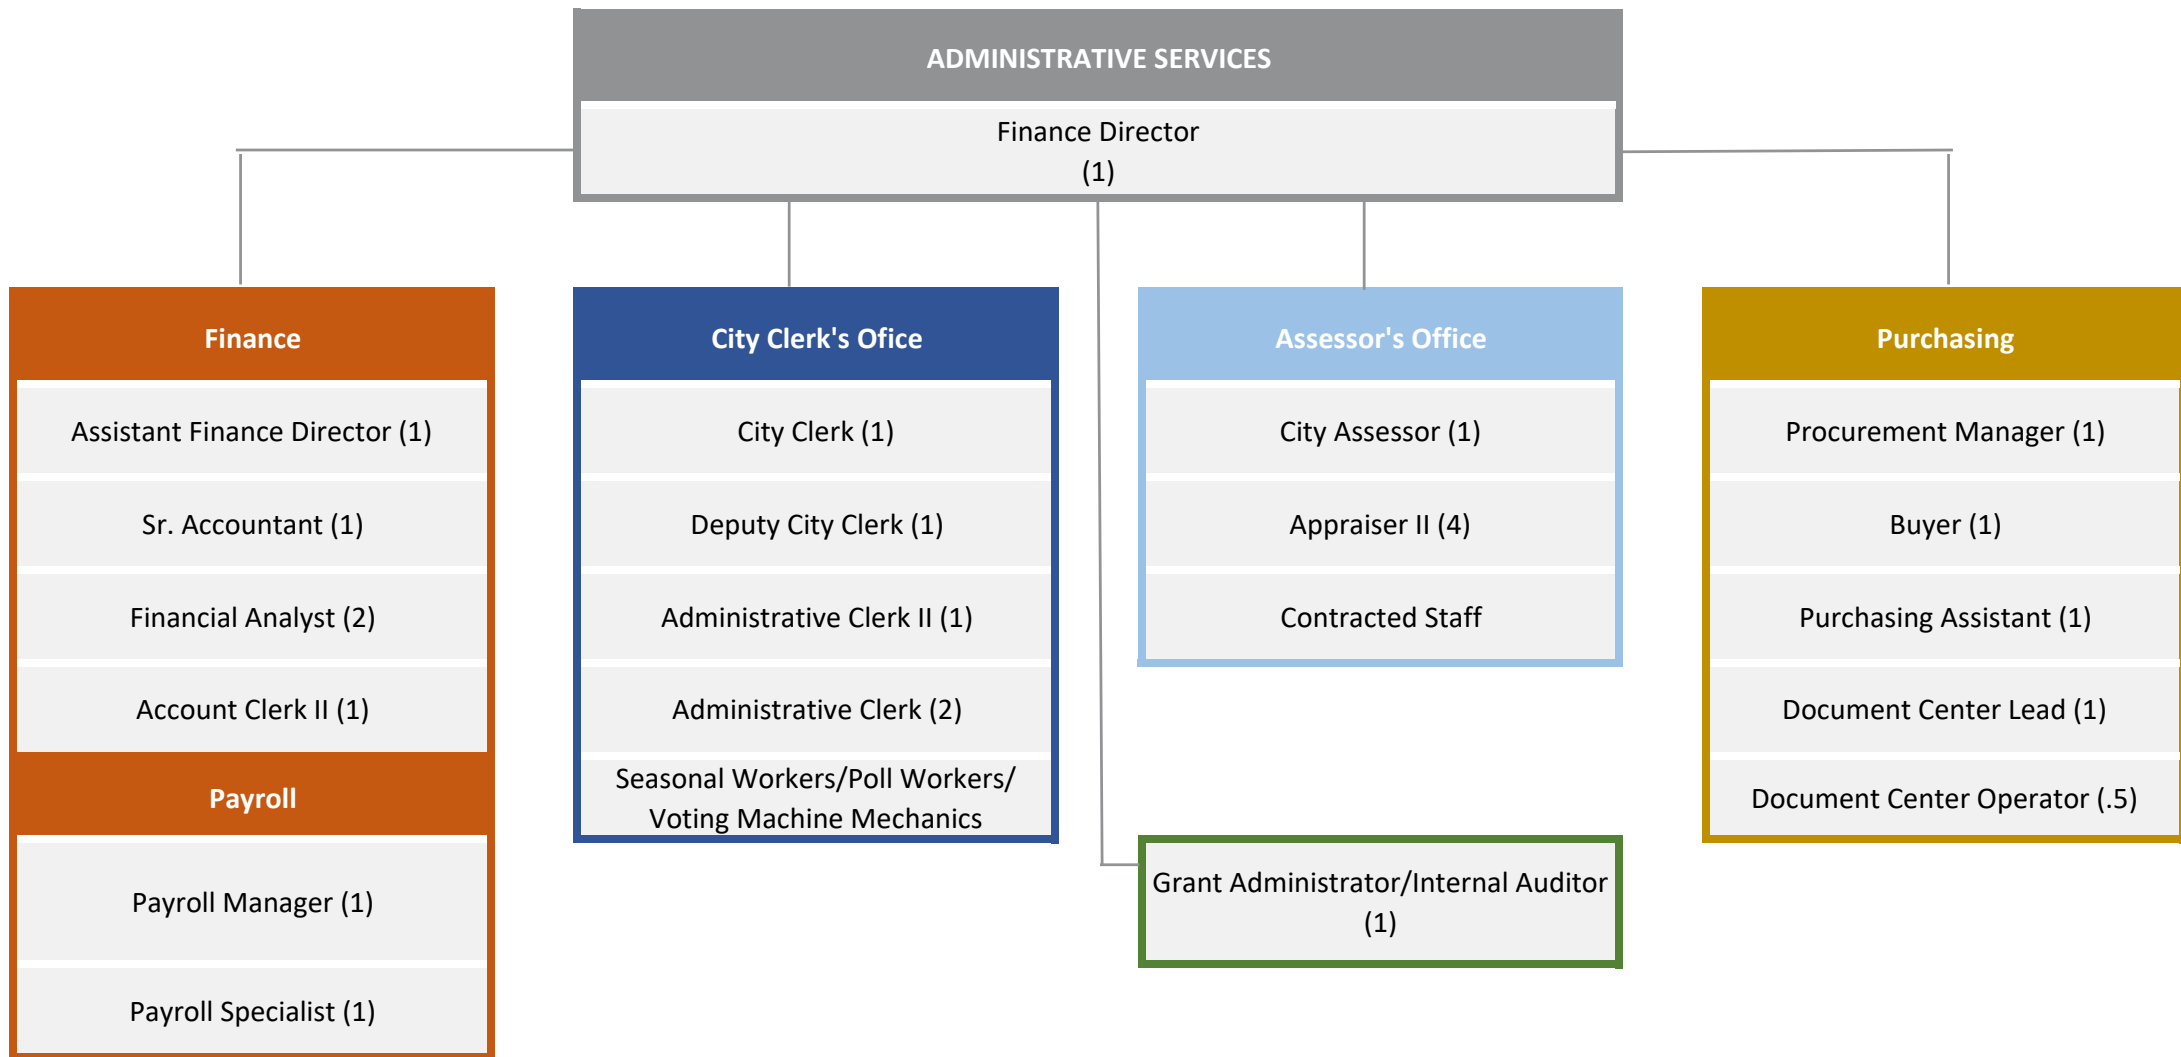 ADMINISTRATIVE SERVICES
Finance Director
(1)
Finance
Assistant Finance Director (1)
Sr. Accountant (1)
Financial Analyst (2)
Account Clerk II (1)
Payroll
Payroll Manager (1)
Payroll Specialist (1)
City Clerk's Ofice
City Clerk (1)
Deputy City Clerk (1)
Administrative Clerk II (1)
Administrative Clerk (2)
Seasonal Workers/Poll Workers/
Voting Machine Mechanics
Assessor's Office
City Assessor (1)
Appraiser II (4)
Contracted Staff
Grant Administrator/Internal Auditor
(1)
Purchasing
Procurement Manager (1)
Buyer (1)
Purchasing Assistant (1)
Document Center Lead (1)
Document Center Operator (.5)